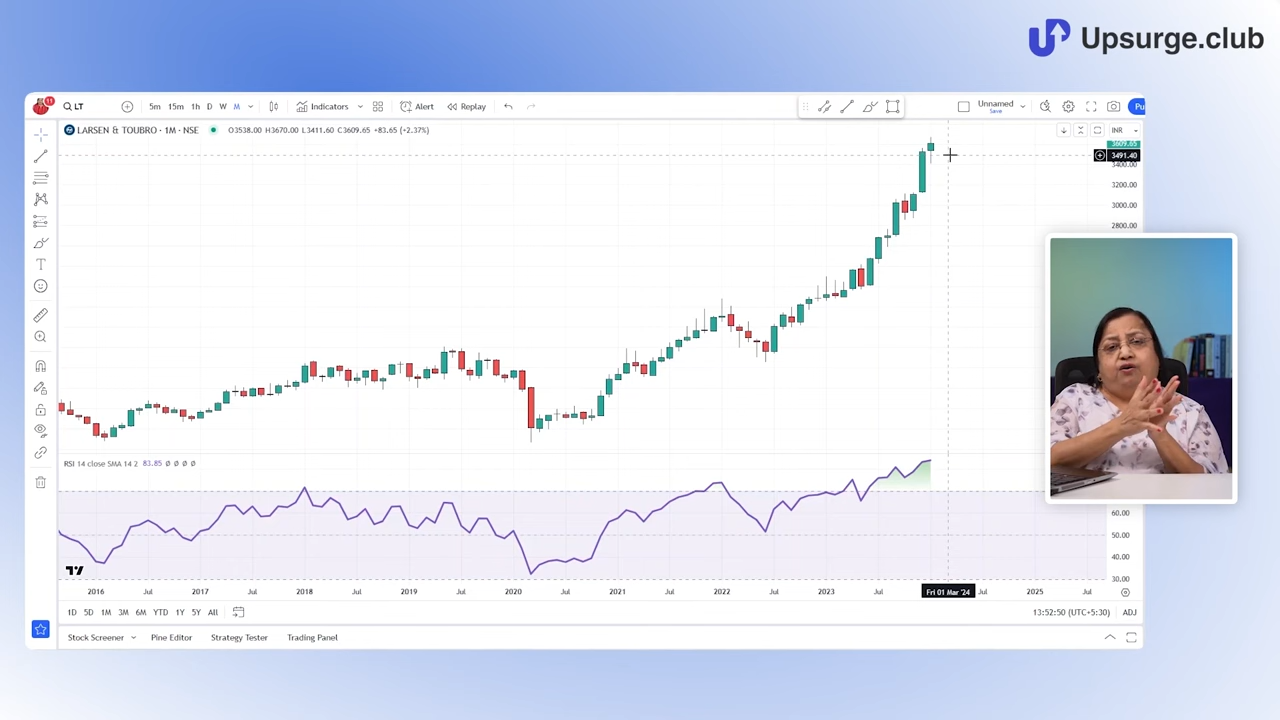 Upsurge.club
11
LT
5m 15m 1h D W M
Indicators
Alert
Replay
Unnamed
Save
Pu
LARSEN & TOUBRO · 1M · NSE
O3538.00 H3670.00 L3411.60 C3609.65 +83.65 (+2.37%)
INR
3609.65
3491.40
3400.00
3200.00
3000.00
2800.00
RSI 14 close SMA 14 2 83.85 Ø Ø Ø Ø
60.00
50.00
40.00
30.00
2016 Jul 2017 Jul 2018 Jul 2019 Jul 2020 Jul 2021 Jul 2022 Jul 2023 Jul Fri 01 Mar '24 Jul 2025 Jul
1D 5D 1M 3M 6M YTD 1Y 5Y All
13:52:50 (UTC+5:30) ADJ
Stock Screener Pine Editor Strategy Tester Trading Panel